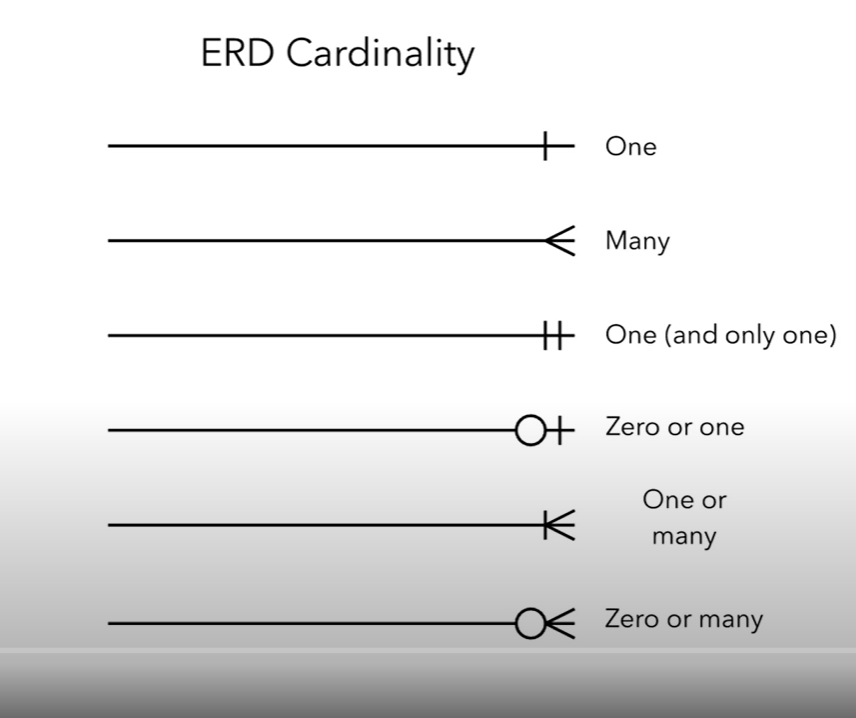 ERD Cardinality
One
Many
One (and only one)
Zero or one
One or
many
Zero or many